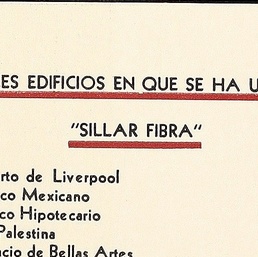 ES EDIFICIOS EN QUE SE HA U
"SILLAR FIBRA"
rto de Liverpool
co Mexicano
co Hipotecario
Palestina
acio de Bellas Artes